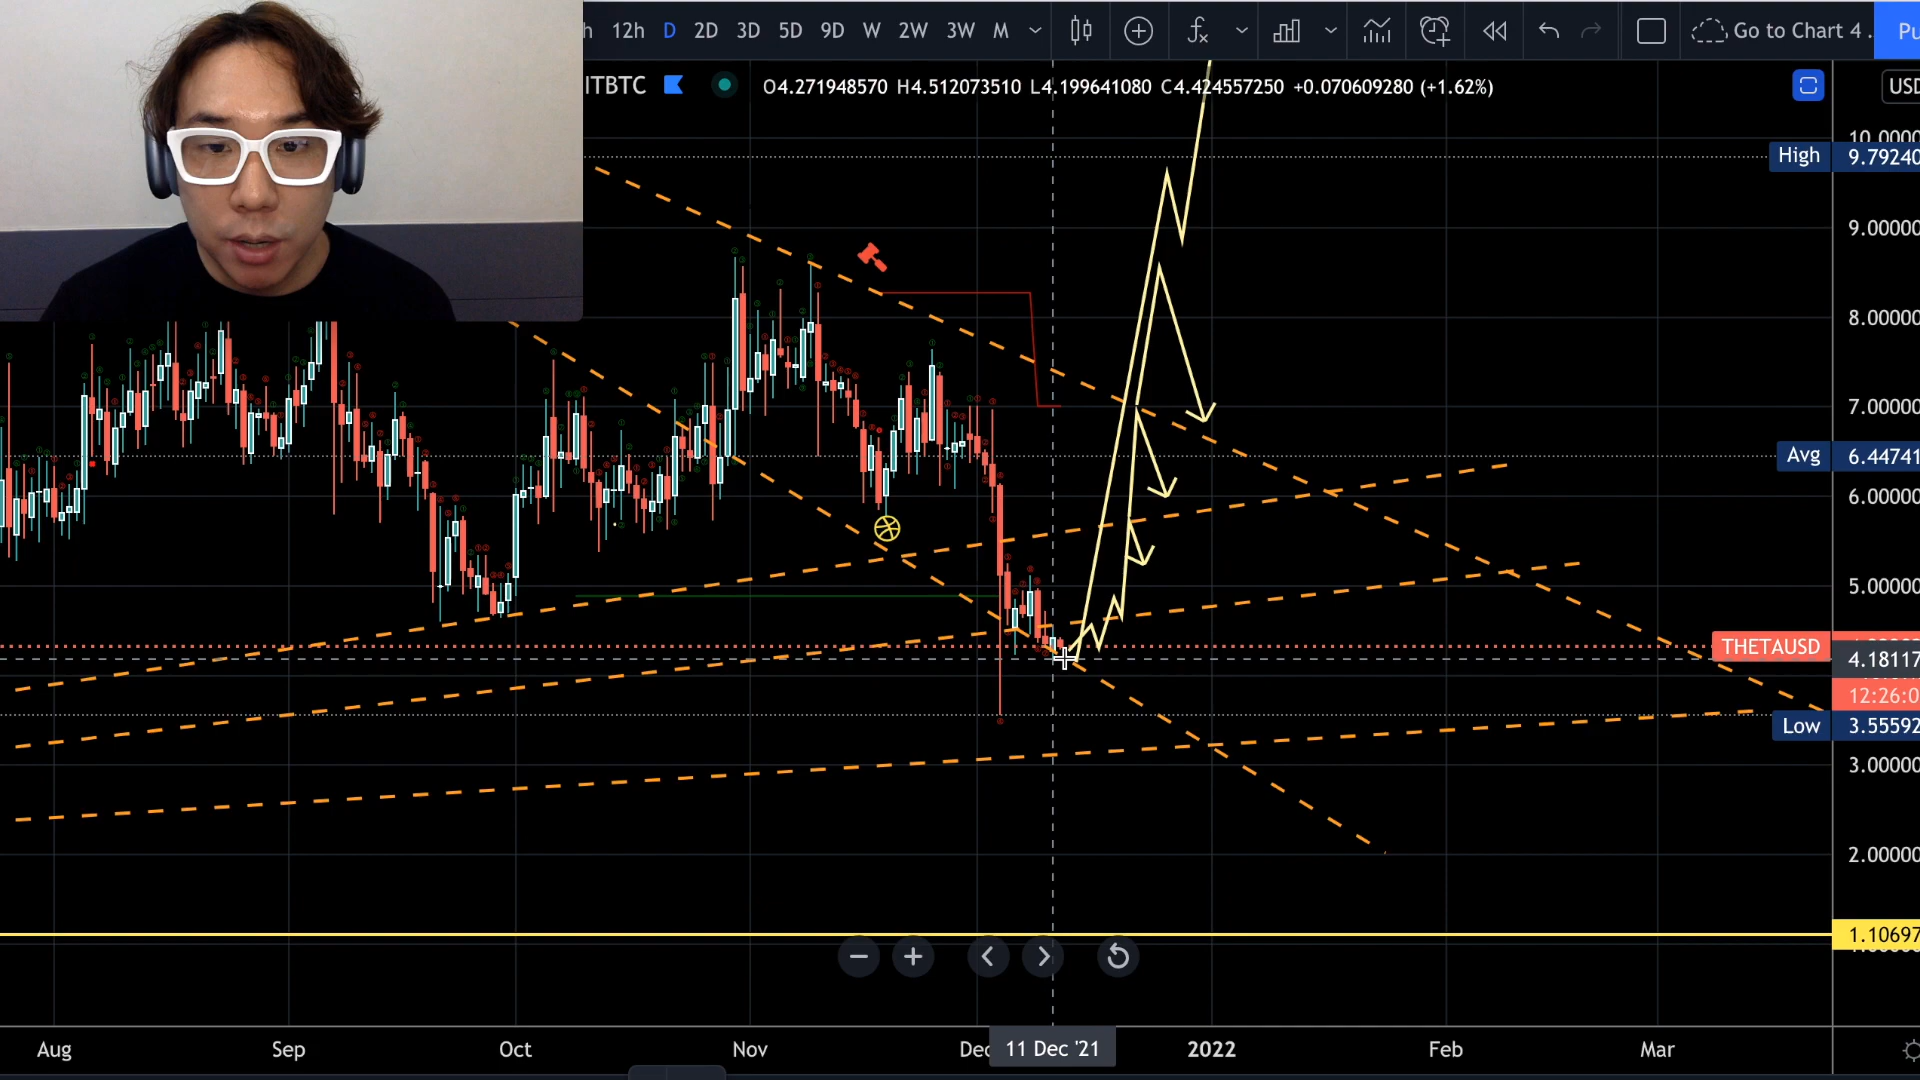 h 12h D 2D 3D 5D 9D W 2W 3W M Go to Chart 4 . Pu
ITBTC O4.271948570 H4.512073510 L4.199641080 C4.424557250 +0.070609280 (+1.62%) USD
10.0000
High 9.79240
9.00000
8.00000
7.00000
Avg 6.44741
6.00000
5.00000
THETAUSD
4.18117
12:26:0
Low 3.55592
3.00000
2.00000
1.10697
Aug Sep Oct Nov Dec 11 Dec '21 2022 Feb Mar